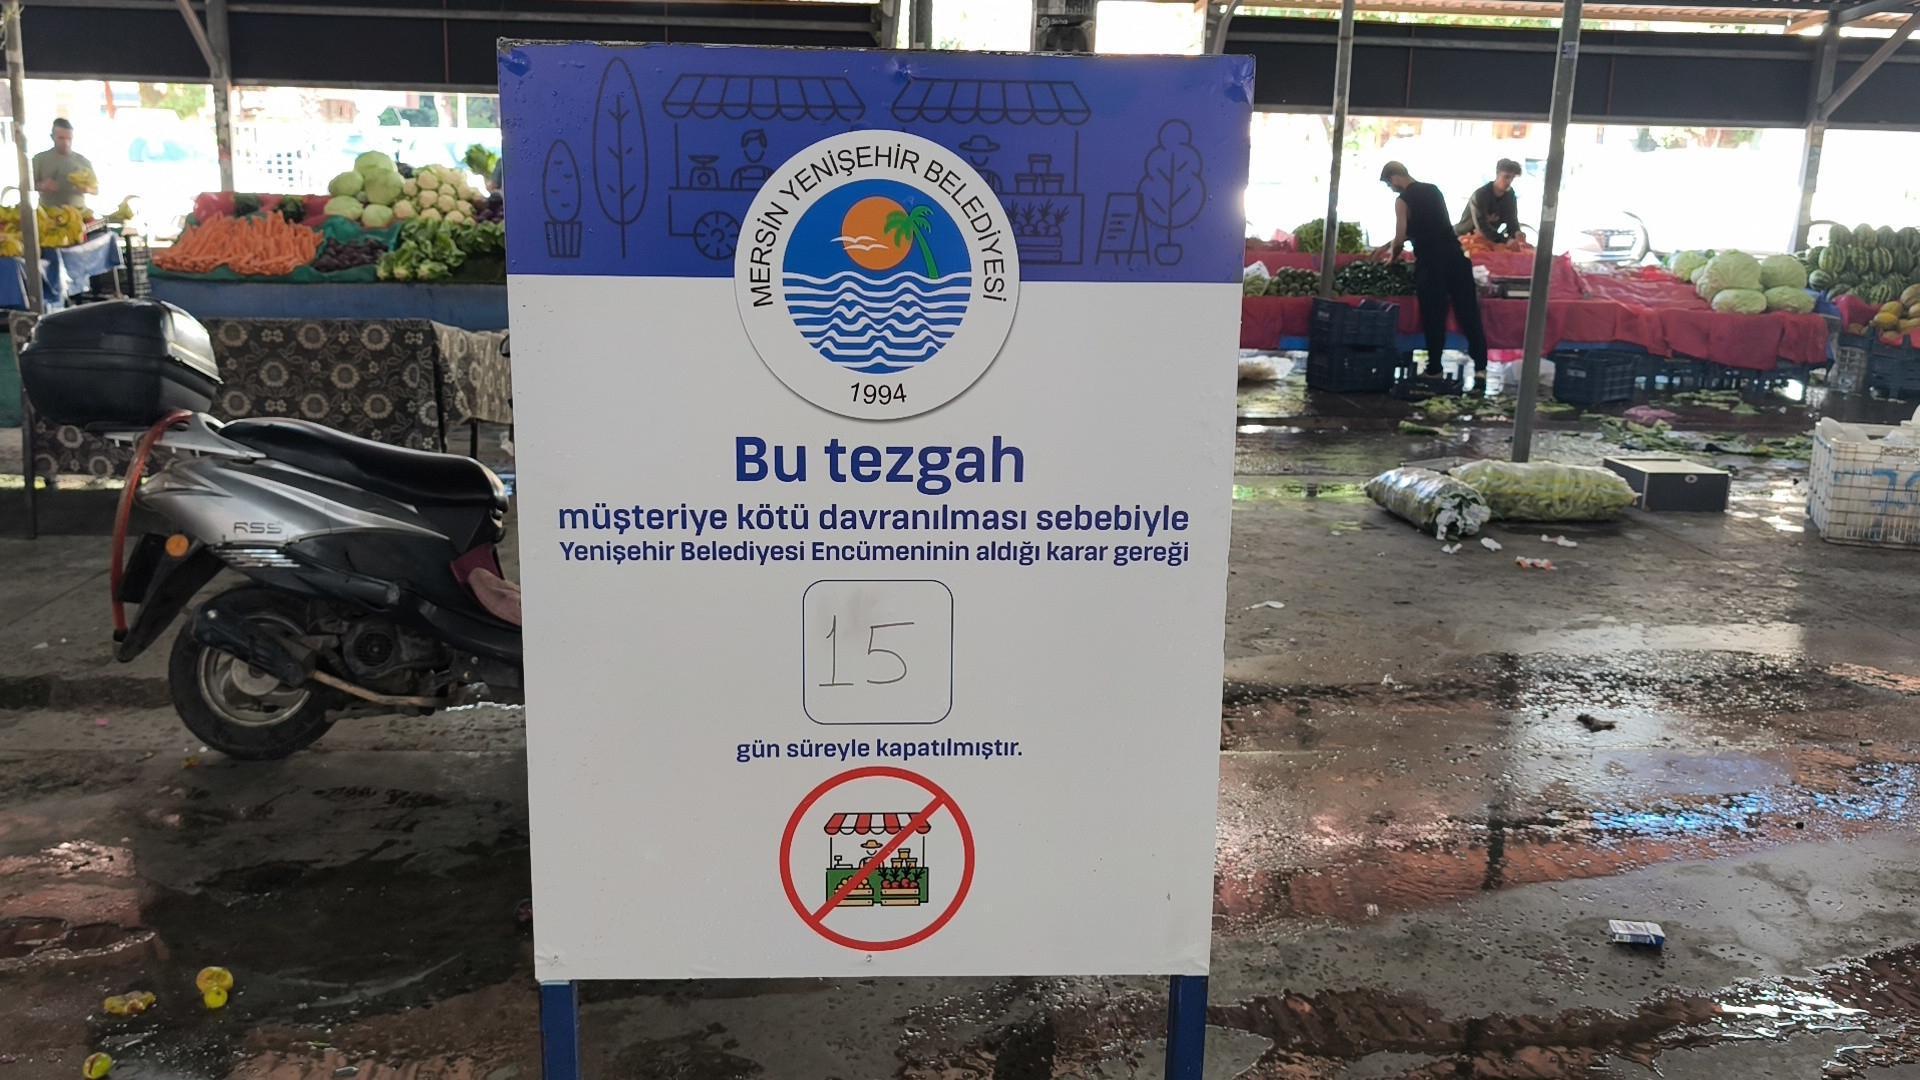 MERSİN YENİŞEHİR BELEDİYESİ
1994
Bu tezgah
müşteriye kötü davranılması sebebiyle
Yenişehir Belediyesi Encümeninin aldığı karar gereği
15
gün süreyle kapatılmıştır.
RSS